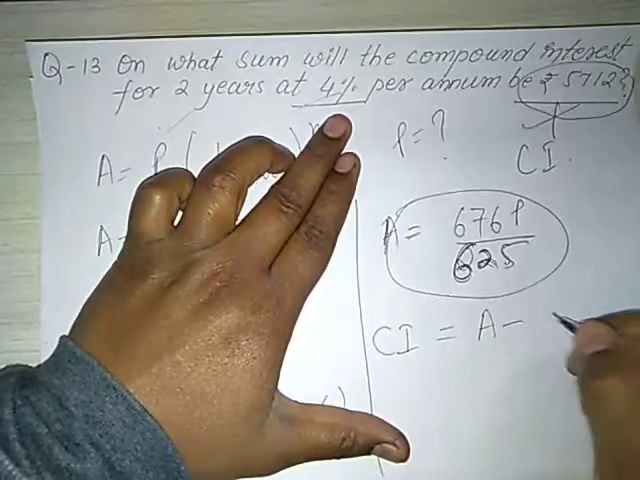 Q-13 On what sum will the compound interest
for 2 years at 4% per annum be ₹ 5712?
A = P (
P = ?
CI.
A
A = 676P
625
CI = A -